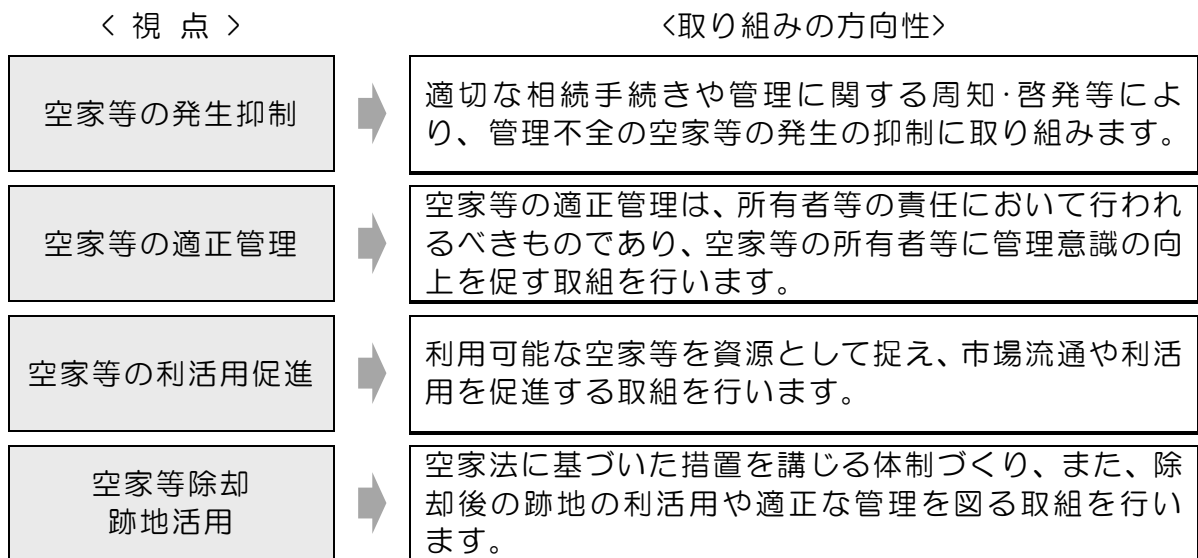 < 視 点 >
<取り組みの方向性>
空家等の発生抑制
適切な相続手続きや管理に関する周知･啓発等によ
り、管理不全の空家等の発生の抑制に取り組みます。
空家等の適正管理
空家等の適正管理は、所有者等の責任において行われ
るべきものであり、空家等の所有者等に管理意識の向
上を促す取組を行います。
空家等の利活用促進
利用可能な空家等を資源として捉え、市場流通や利活
用を促進する取組を行います。
空家等除却
跡地活用
空家法に基づいた措置を講じる体制づくり、また、除
却後の跡地の利活用や適正な管理を図る取組を行い
ます。